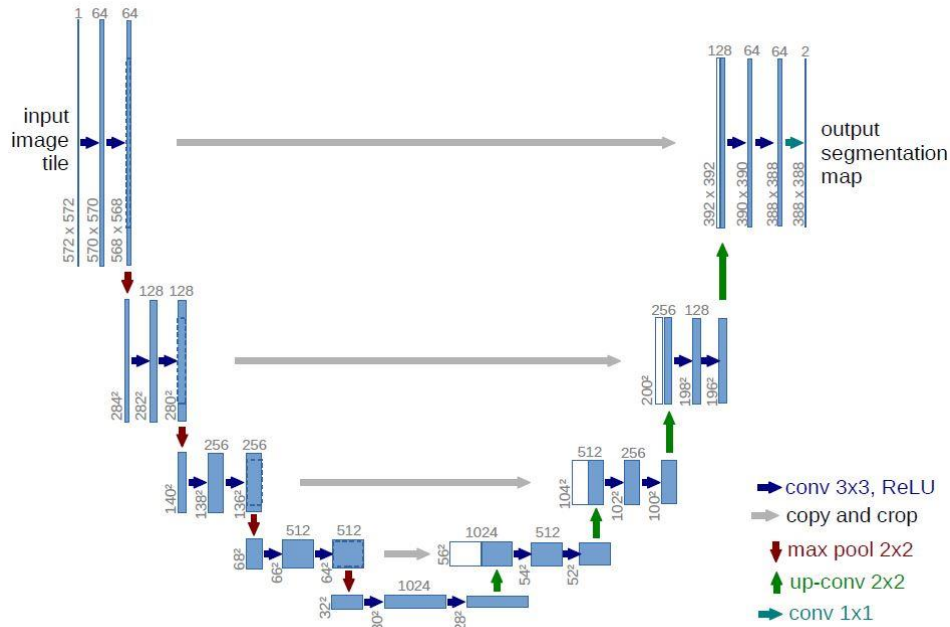 1 64 64
input
image
tile
572 x 572
570 x 570
568 x 568
128 64 64 2
output
segmentation
map
392 x 392
390 x 390
388 x 388
388 x 388
128 128
284²
282²
280²
256 128
200²
198²
196²
256 256
140²
138²
136²
512 256
104²
102²
100²
512 512
68²
66²
64²
1024 512
56²
54²
52²
1024
32²
30²
28²
conv 3x3, ReLU
copy and crop
max pool 2x2
up-conv 2x2
conv 1x1